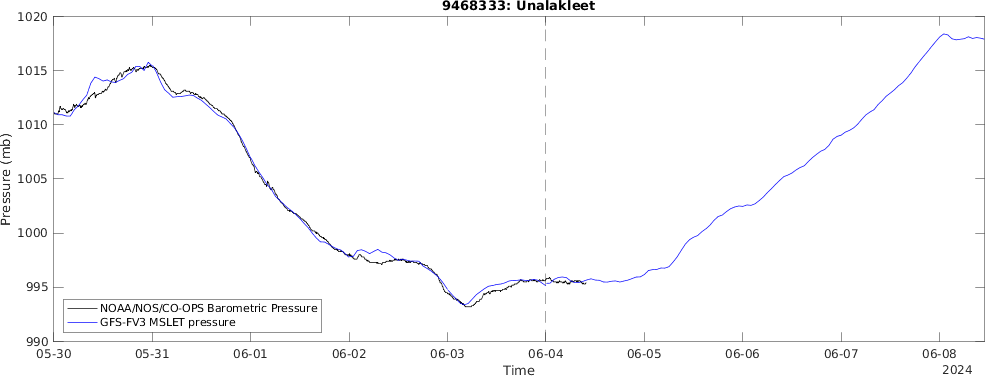 9468333: Unalakleet
Pressure (mb)
1020
1015
1010
1005
1000
995
990
NOAA/NOS/CO-OPS Barometric Pressure
GFS-FV3 MSLET pressure
05-30 05-31 06-01 06-02 06-03 06-04 06-05 06-06 06-07 06-08
Time
2024